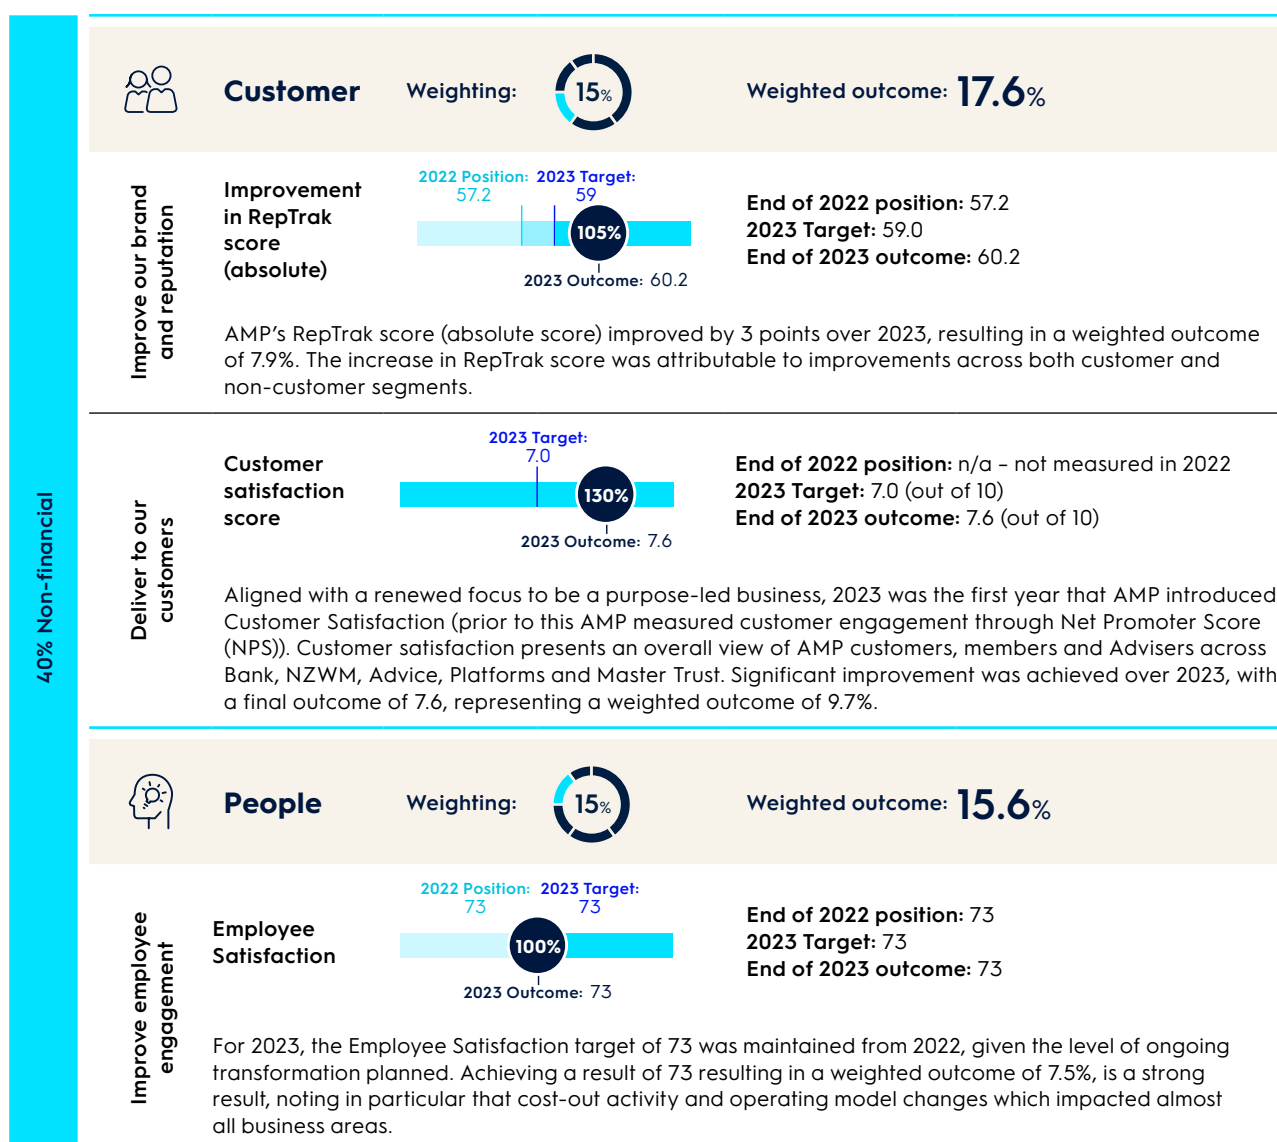 40% Non-financial
Customer
Weighting:
15%
Weighted outcome: 17.6%
Improve our brand
and reputation
Improvement
in RepTrak
score
(absolute)
2022 Position: 2023 Target:
57.2 59
105%
2023 Outcome: 60.2
End of 2022 position: 57.2
2023 Target: 59.0
End of 2023 outcome: 60.2
AMP’s RepTrak score (absolute score) improved by 3 points over 2023, resulting in a weighted outcome
of 7.9%. The increase in RepTrak score was attributable to improvements across both customer and
non-customer segments.
Deliver to our
customers
Customer
satisfaction
score
2023 Target:
7.0
130%
2023 Outcome: 7.6
End of 2022 position: n/a – not measured in 2022
2023 Target: 7.0 (out of 10)
End of 2023 outcome: 7.6 (out of 10)
Aligned with a renewed focus to be a purpose-led business, 2023 was the first year that AMP introduced
Customer Satisfaction (prior to this AMP measured customer engagement through Net Promoter Score
(NPS)). Customer satisfaction presents an overall view of AMP customers, members and Advisers across
Bank, NZWM, Advice, Platforms and Master Trust. Significant improvement was achieved over 2023, with
a final outcome of 7.6, representing a weighted outcome of 9.7%.
People
Weighting:
15%
Weighted outcome: 15.6%
Improve employee
engagement
Employee
Satisfaction
2022 Position: 2023 Target:
73 73
100%
2023 Outcome: 73
End of 2022 position: 73
2023 Target: 73
End of 2023 outcome: 73
For 2023, the Employee Satisfaction target of 73 was maintained from 2022, given the level of ongoing
transformation planned. Achieving a result of 73 resulting in a weighted outcome of 7.5%, is a strong
result, noting in particular that cost-out activity and operating model changes which impacted almost
all business areas.